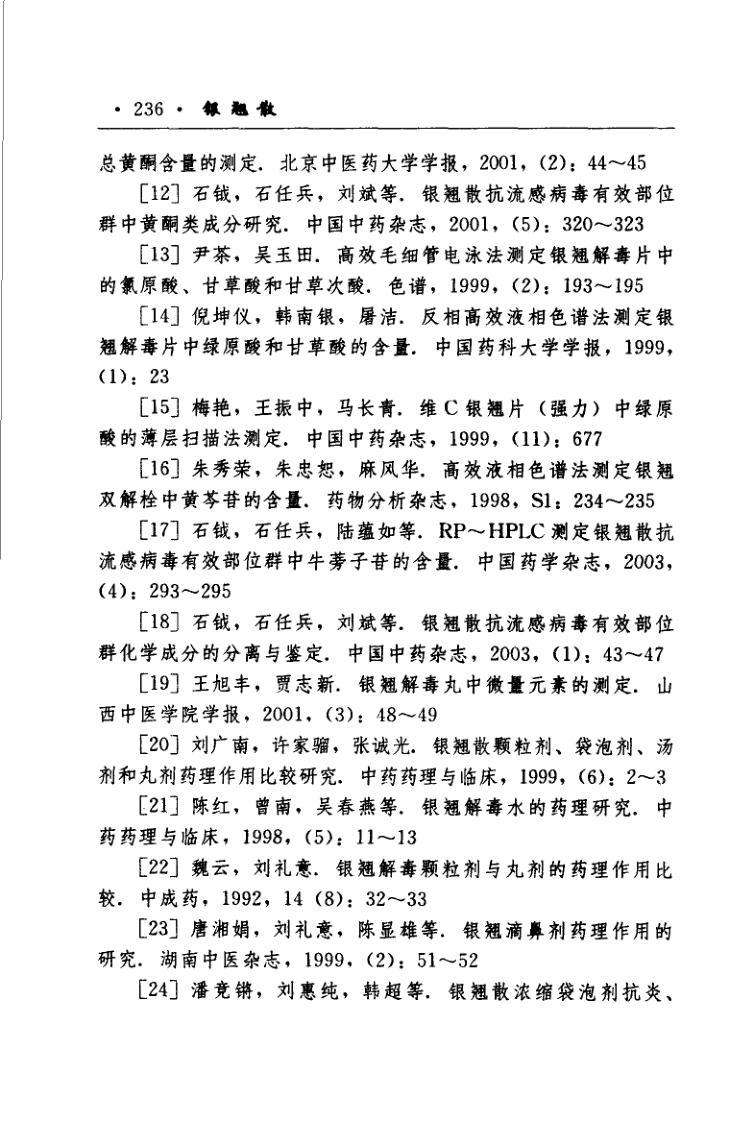 · 236 · 银翘散
总黄酮含量的测定. 北京中医药大学学报, 2001, (2): 44～45
[12] 石钺, 石任兵, 刘斌等. 银翘散抗流感病毒有效部位
群中黄酮类成分研究. 中国中药杂志, 2001, (5): 320～323
[13] 尹茶, 吴玉田. 高效毛细管电泳法测定银翘解毒片中
的氯原酸、甘草酸和甘草次酸. 色谱, 1999, (2): 193～195
[14] 倪坤仪, 韩南银, 屠洁. 反相高效液相色谱法测定银
翘解毒片中绿原酸和甘草酸的含量. 中国药科大学学报, 1999,
(1): 23
[15] 梅艳, 王振中, 马长青. 维 C 银翘片 (强力) 中绿原
酸的薄层扫描法测定. 中国中药杂志, 1999, (11): 677
[16] 朱秀荣, 朱忠恕, 麻风华. 高效液相色谱法测定银翘
双解栓中黄芩苷的含量. 药物分析杂志, 1998, S1: 234～235
[17] 石钺, 石任兵, 陆蕴如等. RP～HPLC 测定银翘散抗
流感病毒有效部位群中牛蒡子苷的含量. 中国药学杂志, 2003,
(4): 293～295
[18] 石钺, 石任兵, 刘斌等. 银翘散抗流感病毒有效部位
群化学成分的分离与鉴定. 中国中药杂志, 2003, (1): 43～47
[19] 王旭丰, 贾志新. 银翘解毒丸中微量元素的测定. 山
西中医学院学报, 2001, (3): 48～49
[20] 刘广南, 许家骝, 张诚光. 银翘散颗粒剂、袋泡剂、汤
剂和丸剂药理作用比较研究. 中药药理与临床, 1999, (6): 2～3
[21] 陈红, 曾南, 吴春燕等. 银翘解毒水的药理研究. 中
药药理与临床, 1998, (5): 11～13
[22] 魏云, 刘礼意. 银翘解毒颗粒剂与丸剂的药理作用比
较. 中成药, 1992, 14 (8): 32～33
[23] 唐湘娟, 刘礼意, 陈显雄等. 银翘滴鼻剂药理作用的
研究. 湖南中医杂志, 1999, (2): 51～52
[24] 潘竞锵, 刘惠纯, 韩超等. 银翘散浓缩袋泡剂抗炎、